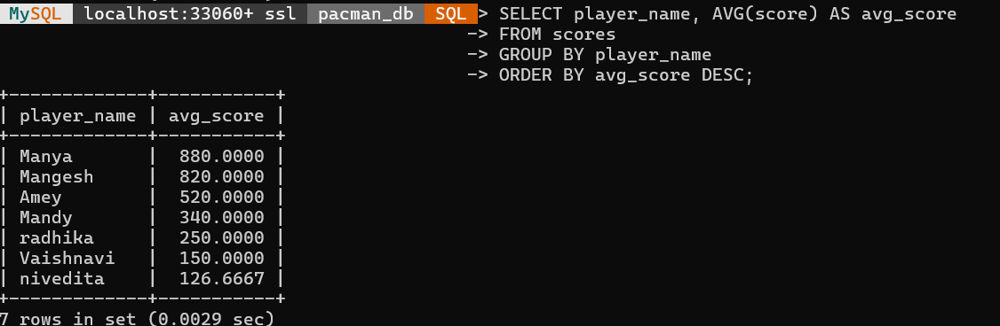 MySQL localhost:33060+ ssl pacman_db SQL > SELECT player_name, AVG(score) AS avg_score
-> FROM scores
-> GROUP BY player_name
-> ORDER BY avg_score DESC;
+-------------+-----------+
| player_name | avg_score |
+-------------+-----------+
| Manya       |  880.0000 |
| Mangesh     |  820.0000 |
| Amey        |  520.0000 |
| Mandy       |  340.0000 |
| radhika     |  250.0000 |
| Vaishnavi   |  150.0000 |
| nivedita    |  126.6667 |
+-------------+-----------+
7 rows in set (0.0029 sec)